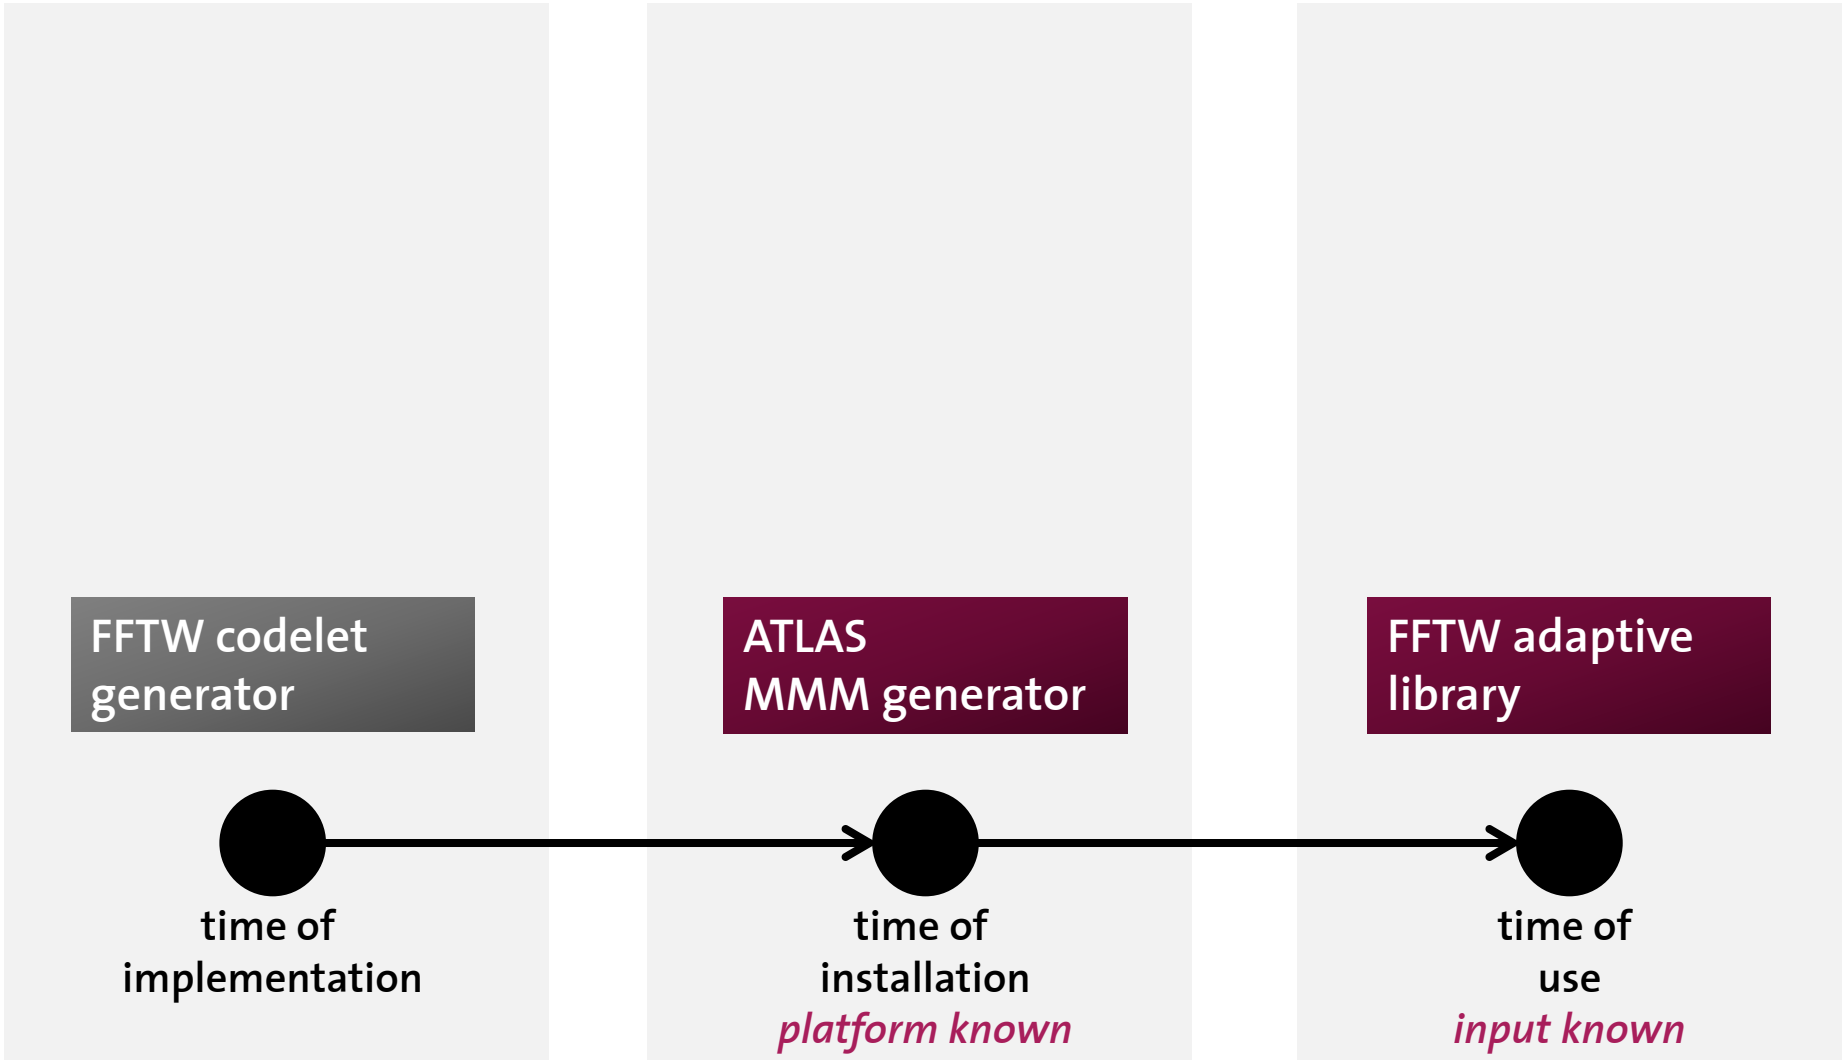 FFTW codelet
generator
ATLAS
MMM generator
FFTW adaptive
library
time of
implementation
time of
installation
platform known
time of
use
input known